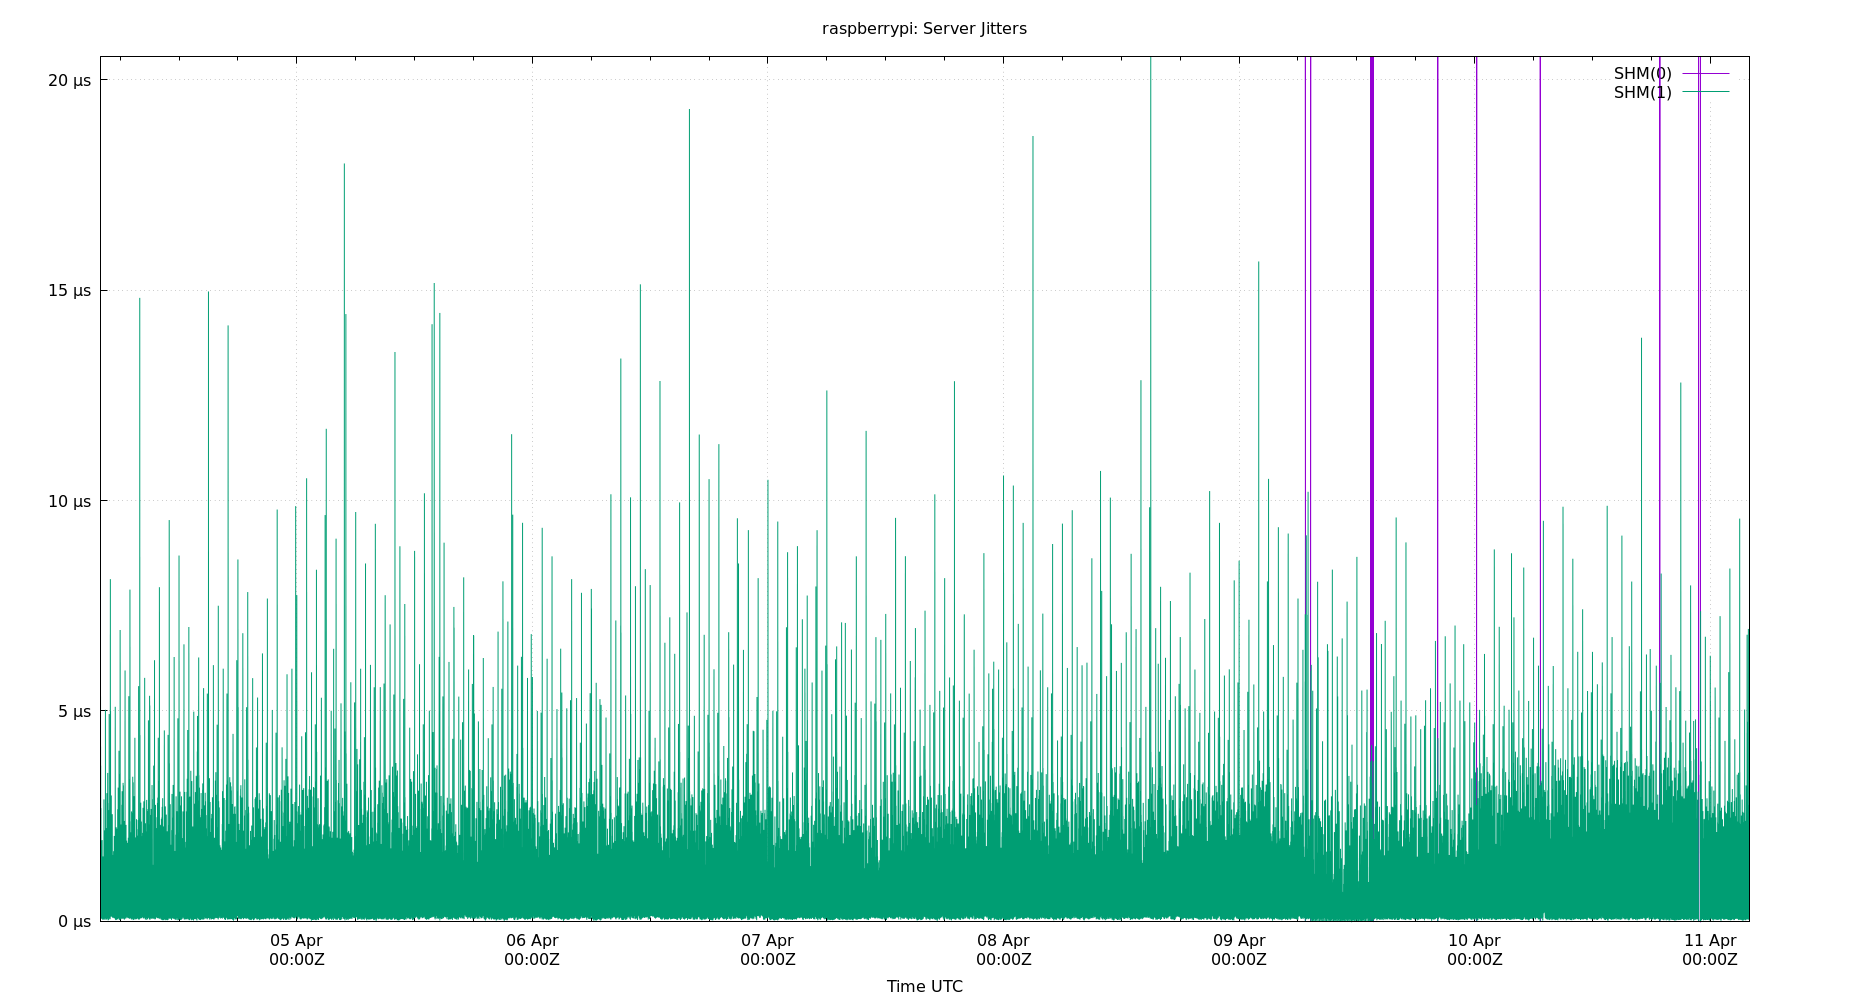 raspberrypi: Server Jitters
SHM(0)
SHM(1)
20 µs
15 µs
10 µs
5 µs
0 µs
05 Apr 06 Apr 07 Apr 08 Apr 09 Apr 10 Apr 11 Apr
00:00Z 00:00Z 00:00Z 00:00Z 00:00Z 00:00Z 00:00Z
Time UTC